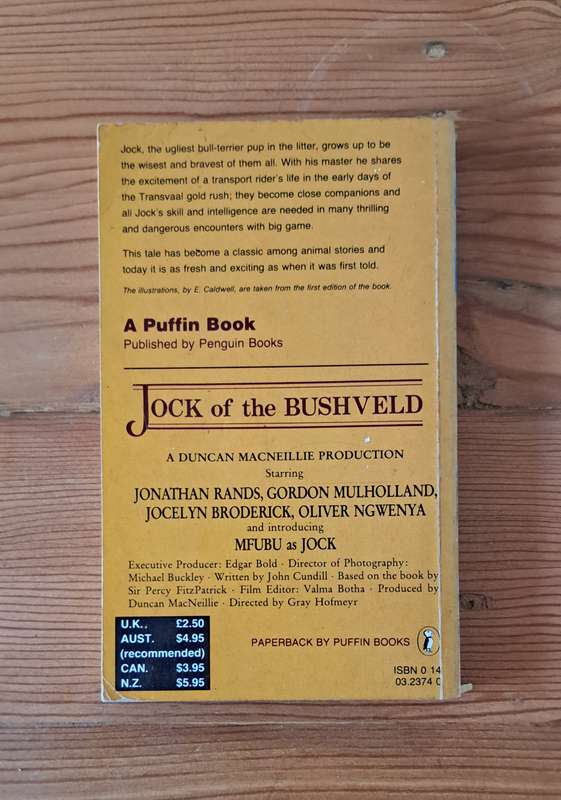 Jock, the ugliest bull-terrier pup in the litter, grows up to be
the wisest and bravest of them all. With his master he shares
the excitement of a transport rider's life in the early days of
the Transvaal gold rush; they become close companions and
all Jock's skill and intelligence are needed in many thrilling
and dangerous encounters with big game.
This tale has become a classic among animal stories and
today it is as fresh and exciting as when it was first told.
The illustrations, by E. Caldwell, are taken from the first edition of the book.
A Puffin Book
Published by Penguin Books
JOCK of the BUSHVELD
A DUNCAN MACNEILLIE PRODUCTION
Starring
JONATHAN RANDS, GORDON MULHOLLAND,
JOCELYN BRODERICK, OLIVER NGWENYA
and introducing
MFUBU as JOCK
Executive Producer: Edgar Bold · Director of Photography:
Michael Buckley · Written by John Cundill · Based on the book by
Sir Percy FitzPatrick · Film Editor: Valma Botha · Produced by
Duncan MacNeillie · Directed by Gray Hofmeyr
U.K., £2.50
AUST. $4.95
(recommended)
CAN. $3.95
N.Z. $5.95
PAPERBACK BY PUFFIN BOOKS
ISBN 0 14
03.2374 0